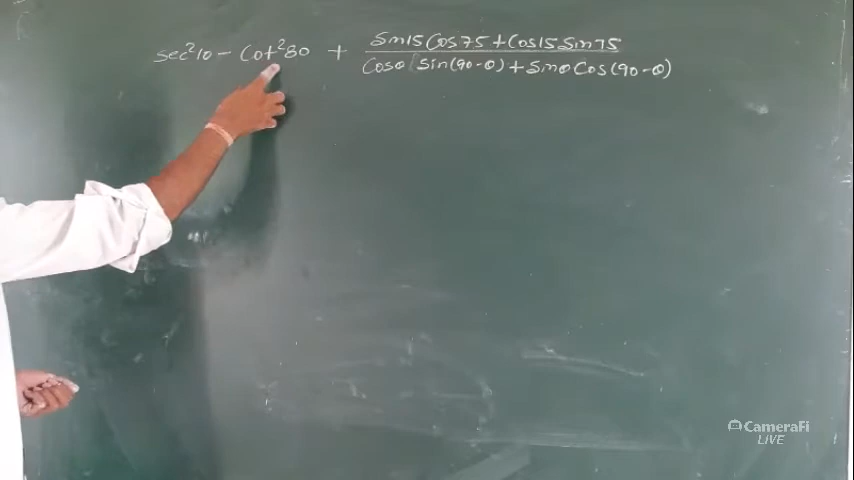 sec²10 - Cot²80 + Sin15 Cos75 + Cos15 Sin75
Cosθ Sin(90-θ) + Sinθ Cos(90-θ)
CameraFi
LIVE